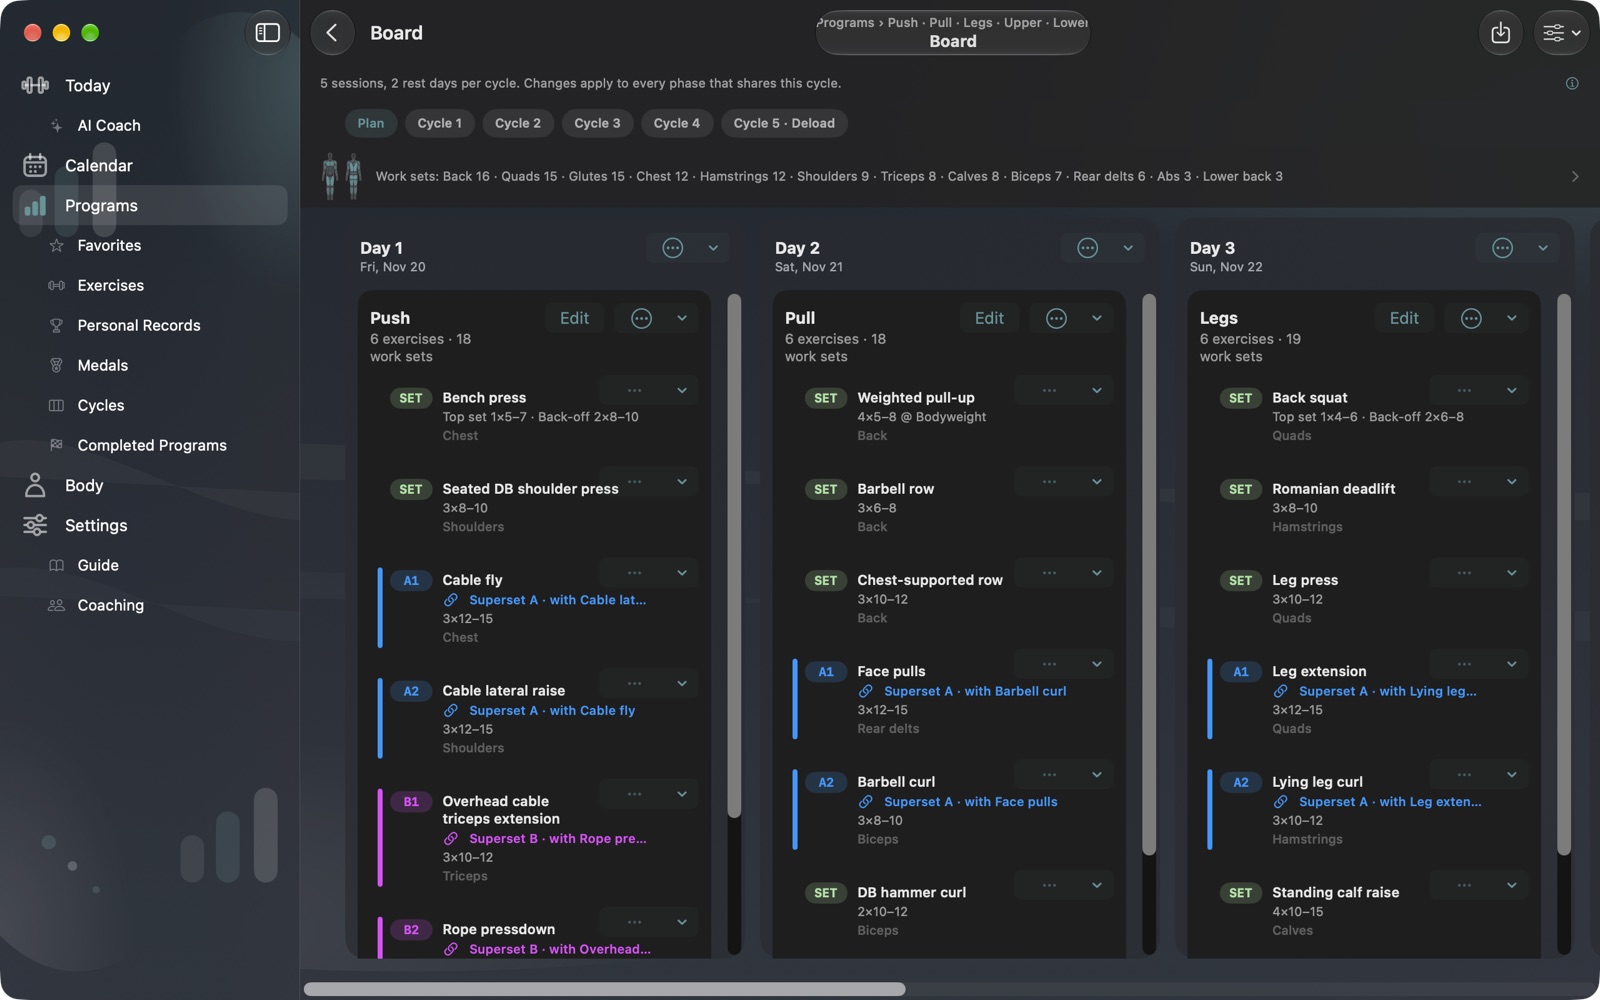 Today
AI Coach
Calendar
Programs
Favorites
Exercises
Personal Records
Medals
Cycles
Completed Programs
Body
Settings
Guide
Coaching
Board
Programs › Push · Pull · Legs · Upper · Lower
Board
5 sessions, 2 rest days per cycle. Changes apply to every phase that shares this cycle.
Plan
Cycle 1
Cycle 2
Cycle 3
Cycle 4
Cycle 5 · Deload
Work sets: Back 16 · Quads 15 · Glutes 15 · Chest 12 · Hamstrings 12 · Shoulders 9 · Triceps 8 · Calves 8 · Biceps 7 · Rear delts 6 · Abs 3 · Lower back 3
Day 1
Fri, Nov 20
Push
Edit
6 exercises · 18
work sets
SET
Bench press
Top set 1×5–7 · Back-off 2×8–10
Chest
SET
Seated DB shoulder press
3×8–10
Shoulders
A1
Cable fly
Superset A · with Cable lat...
3×12–15
Chest
A2
Cable lateral raise
Superset A · with Cable fly
3×12–15
Shoulders
B1
Overhead cable
triceps extension
Superset B · with Rope pre...
3×10–12
Triceps
B2
Rope pressdown
Superset B · with Overhead...
Day 2
Sat, Nov 21
Pull
Edit
6 exercises · 18
work sets
SET
Weighted pull-up
4×5–8 @ Bodyweight
Back
SET
Barbell row
3×6–8
Back
SET
Chest-supported row
3×10–12
Back
A1
Face pulls
Superset A · with Barbell curl
3×12–15
Rear delts
A2
Barbell curl
Superset A · with Face pulls
3×8–10
Biceps
SET
DB hammer curl
2×10–12
Biceps
Day 3
Sun, Nov 22
Legs
Edit
6 exercises · 19
work sets
SET
Back squat
Top set 1×4–6 · Back-off 2×6–8
Quads
SET
Romanian deadlift
3×8–10
Hamstrings
SET
Leg press
3×10–12
Quads
A1
Leg extension
Superset A · with Lying leg...
3×12–15
Quads
A2
Lying leg curl
Superset A · with Leg exten...
3×10–12
Hamstrings
SET
Standing calf raise
4×10–15
Calves